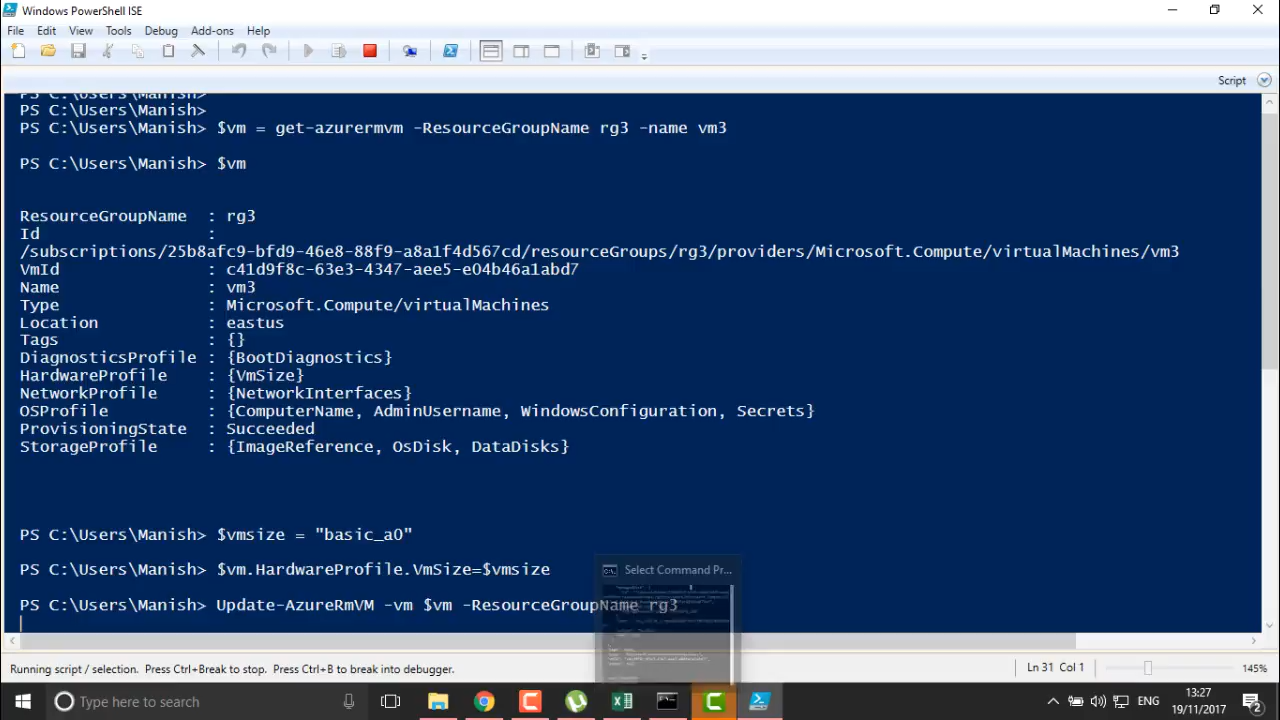 Windows PowerShell ISE
File Edit View Tools Debug Add-ons Help
Script
PS C:\Users\Manish>
PS C:\Users\Manish>
PS C:\Users\Manish> $vm = get-azurermvm -ResourceGroupName rg3 -name vm3
PS C:\Users\Manish> $vm
ResourceGroupName : rg3
Id :
/subscriptions/25b8afc9-bfd9-46e8-88f9-a8a1f4d567cd/resourceGroups/rg3/providers/Microsoft.Compute/virtualMachines/vm3
VmId : c41d9f8c-63e3-4347-aee5-e04b46a1abd7
Name : vm3
Type : Microsoft.Compute/virtualMachines
Location : eastus
Tags : {}
DiagnosticsProfile : {BootDiagnostics}
HardwareProfile : {VmSize}
NetworkProfile : {NetworkInterfaces}
OSProfile : {ComputerName, AdminUsername, WindowsConfiguration, Secrets}
ProvisioningState : Succeeded
StorageProfile : {ImageReference, OsDisk, DataDisks}
PS C:\Users\Manish> $vmsize = "basic_a0"
PS C:\Users\Manish> $vm.HardwareProfile.VmSize=$vmsize
Select Command Pr...
PS C:\Users\Manish> Update-AzureRmVM -vm $vm -ResourceGroupName rg3
Running script / selection. Press Ctrl+Break to stop. Press Ctrl+B to break into debugger.
Ln 31 Col 1
145%
Type here to search
ENG
13:27
19/11/2017
2